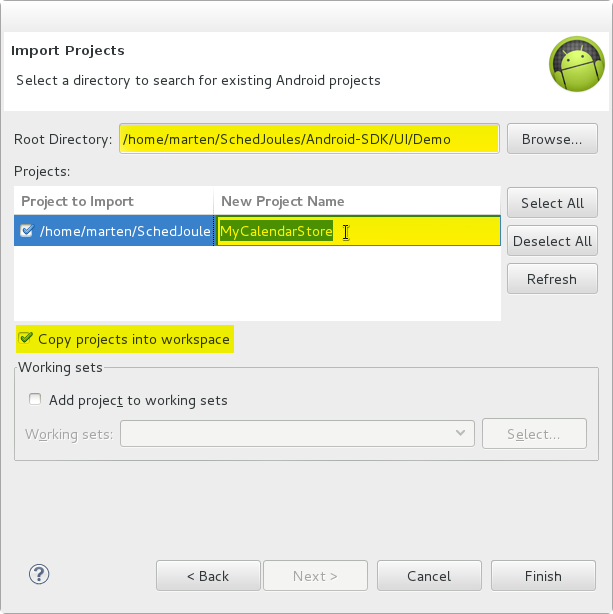 Import Projects
Select a directory to search for existing Android projects
Root Directory: /home/marten/SchedJoules/Android-SDK/UI/Demo Browse...
Projects:
Project to Import New Project Name Select All
/home/marten/SchedJoule MyCalendarStore Deselect All
Refresh
Copy projects into workspace
Working sets
Add project to working sets
Working sets: Select...
? < Back Next > Cancel Finish